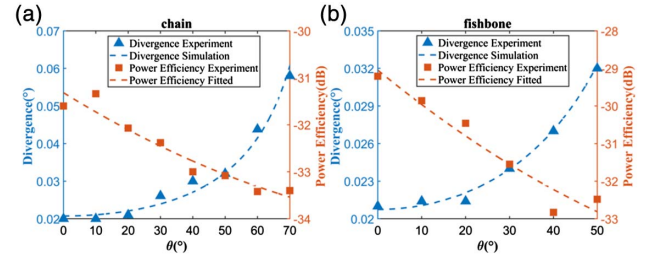 (a)
chain
0.07
0.06
0.05
0.04
0.03
0.02
Divergence(°)
-30
-31
-32
-33
-34
Power Efficiency(dB)
Divergence Experiment
Divergence Simulation
Power Efficiency Experiment
Power Efficiency Fitted
0 10 20 30 40 50 60 70
θ(°)
(b)
fishbone
0.035
0.032
0.029
0.026
0.023
0.02
Divergence(°)
-28
-29
-30
-31
-32
-33
Power Efficiency(dB)
Divergence Experiment
Divergence Simulation
Power Efficiency Experiment
Power Efficiency Fitted
0 10 20 30 40 50
θ(°)